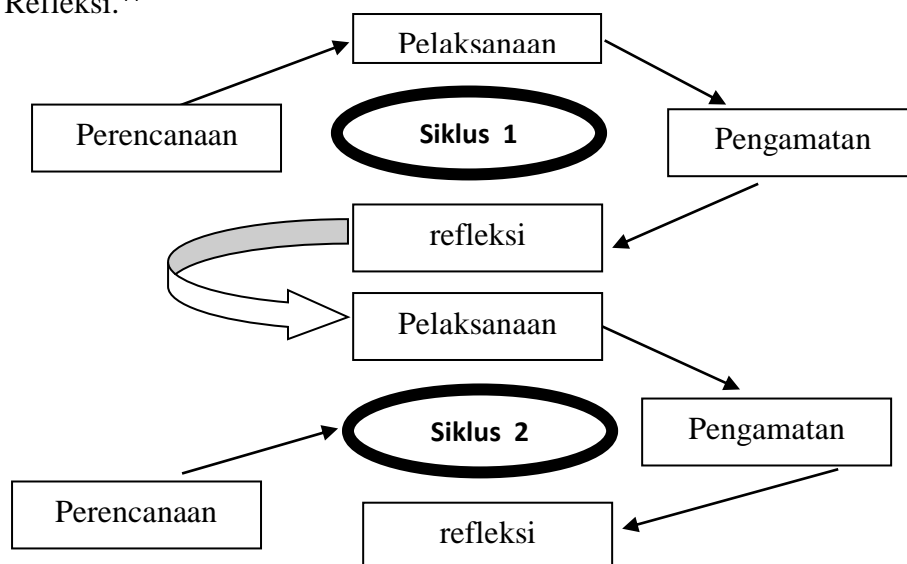 Refleksi.
Pelaksanaan
Perencanaan
Siklus 1
Pengamatan
refleksi
Pelaksanaan
Siklus 2
Pengamatan
Perencanaan
refleksi